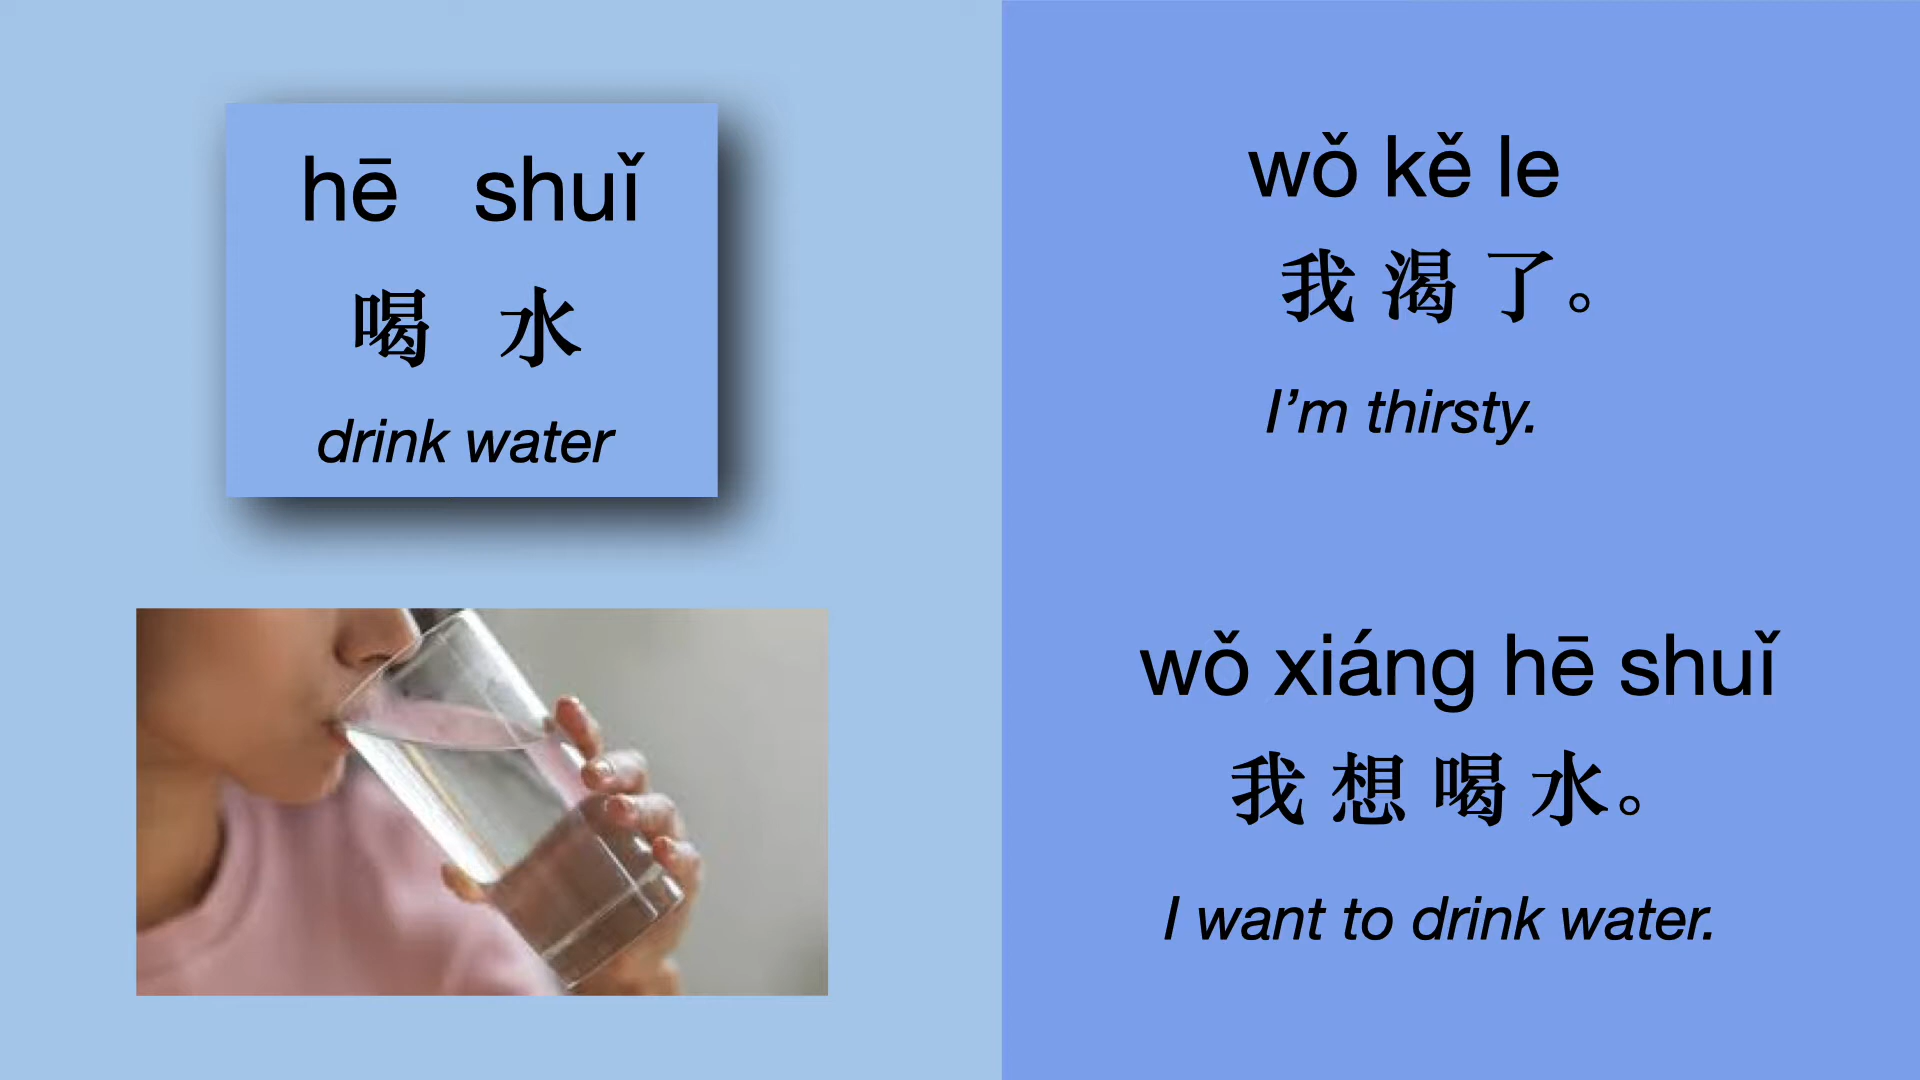 hē shuǐ
喝 水
drink water
wǒ kě le
我 渴 了。
I’m thirsty.
wǒ xiáng hē shuǐ
我 想 喝 水。
I want to drink water.